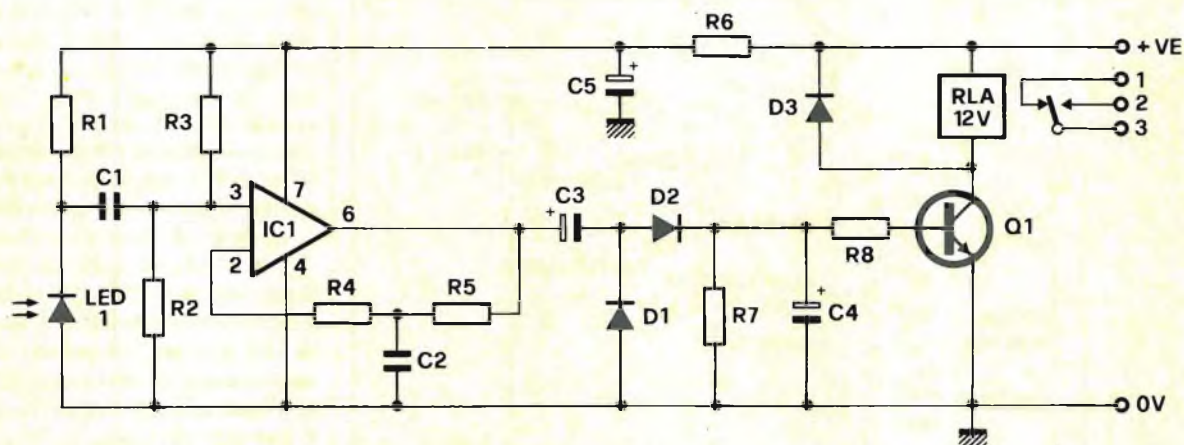 R6
+ VE
C5
+
D3
RLA
12V
1
2
3
R1
R3
C1
3
7
IC1
6
2
4
C3
+
D2
R8
Q1
LED
1
R2
R4
R5
C2
D1
R7
+
C4
0V